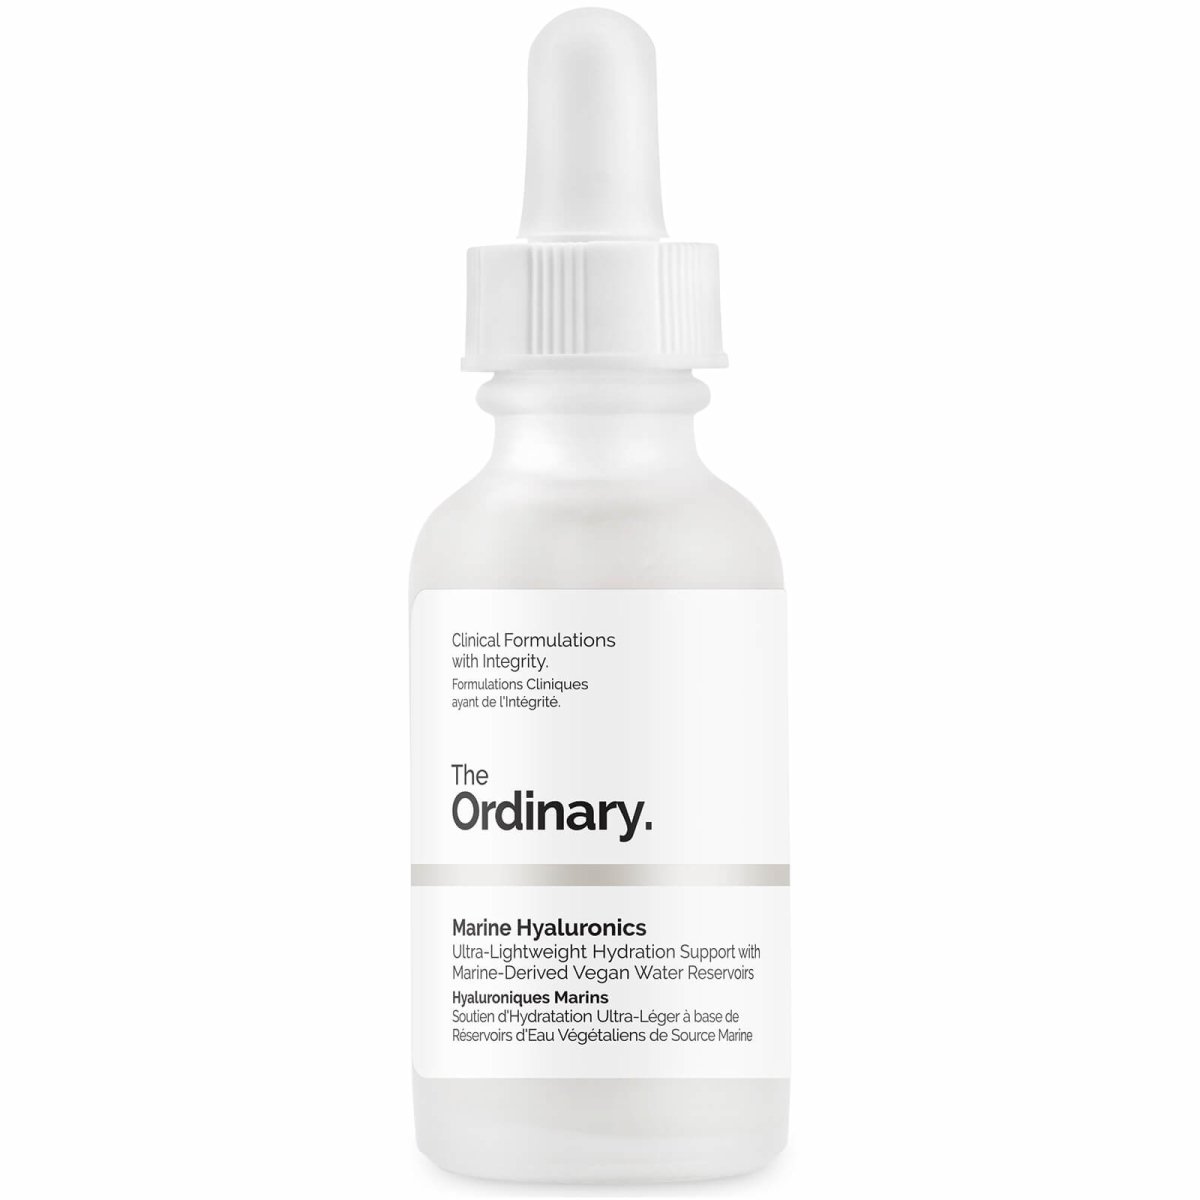 Clinical Formulations
with Integrity.
Formulations Cliniques
ayant de l'Intégrité.
The
Ordinary.
Marine Hyaluronics
Ultra-Lightweight Hydration Support with
Marine-Derived Vegan Water Reservoirs
Hyaluroniques Marins
Soutien d'Hydratation Ultra-Léger à base de
Réservoirs d'Eau Végétaliens de Source Marine